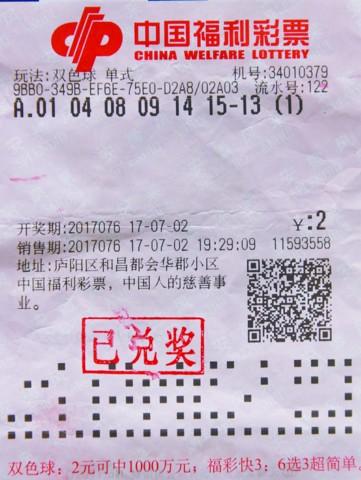 中国福利彩票
CHINA WELFARE LOTTERY
玩法:双色球 单式 机号:34010379
9BB0-349B-EF6E-75E0-D2A8/02A03 流水号:122
A.01 04 08 09 14 15-13 (1)
开奖期:2017076 17-07-02 ¥:2
销售期:2017076 17-07-02 19:29:09 11593558
地址:庐阳区和昌都会华郡小区
中国福利彩票，中国人的慈善事
业。
已兑奖
双色球：2元可中1000万元；福彩快3；6选3超简单。